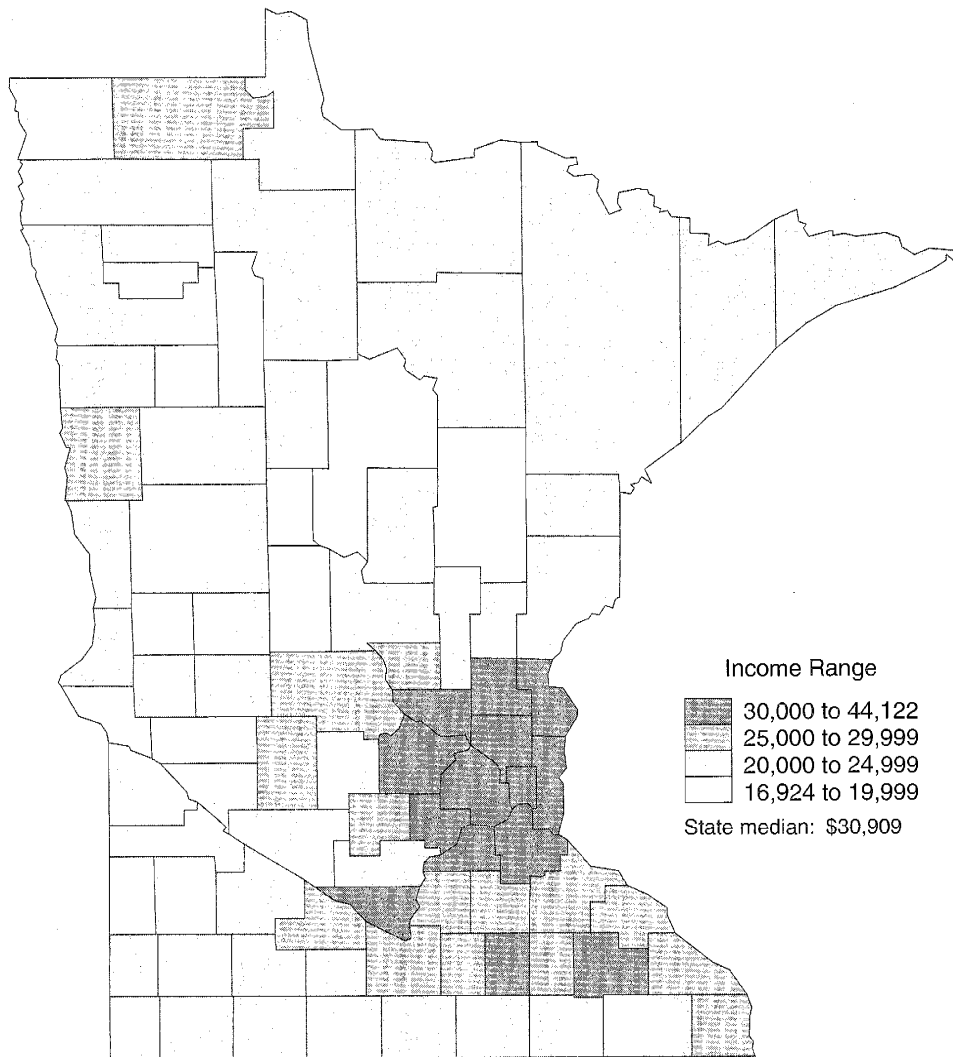 Income Range
30,000 to 44,122
25,000 to 29,999
20,000 to 24,999
16,924 to 19,999
State median: $30,909